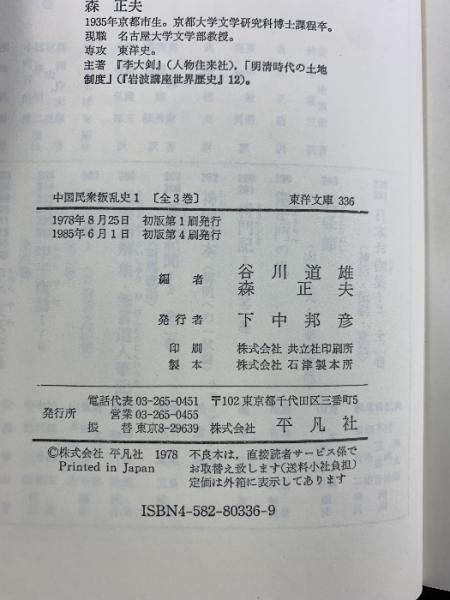 森 正夫
1935年京都市生。京都大学文学研究科博士課程卒。
現職 名古屋大学文学部教授。
専攻 東洋史。
主著 『李大釗』(人物往来社),「明清時代の土地
制度」(『岩波講座世界歴史』12)。
中国民衆叛乱史1 〔全3巻〕 東洋文庫 336
1978年8月25日 初版第1刷発行
1985年6月1日 初版第4刷発行
編者 谷川道雄
森正夫
発行者 下中邦彦
印刷 株式会社 共立社印刷所
製本 株式会社 石津製本所
電話代表 03-265-0451 〒102 東京都千代田区三番町5
発行所 営業 03-265-0455
振替 東京8-29639 株式会社 平凡社
©株式会社 平凡社 1978 不良本は,直接読者サービス係で
Printed in Japan お取替え致します(送料小社負担)
定価は外箱に表示してあります
ISBN4-582-80336-9